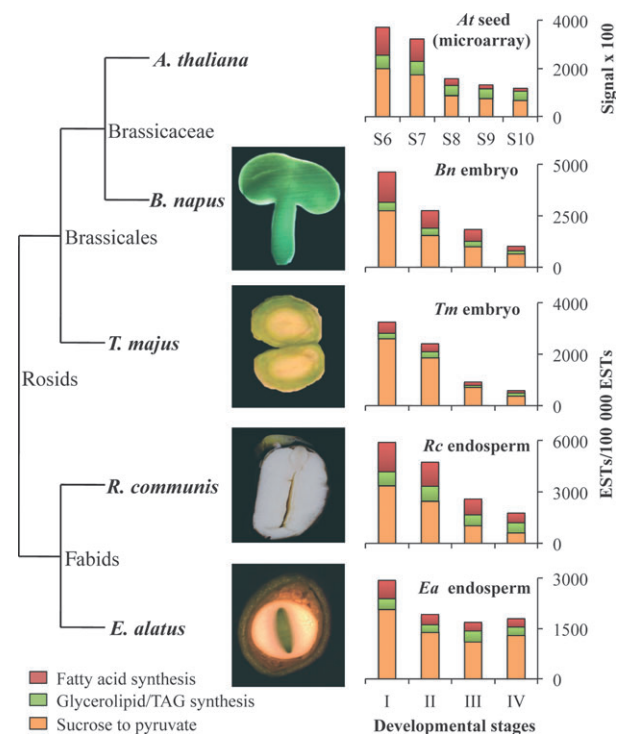 At seed
(microarray)
4000
2000
0
Signal x 100
S6 S7 S8 S9 S10
A. thaliana
Brassicaceae
B. napus
Bn embryo
5000
2500
0
Brassicales
T. majus
Tm embryo
4000
2000
0
Rosids
R. communis
Rc endosperm
6000
3000
0
ESTs/100 000 ESTs
Fabids
E. alatus
Ea endosperm
3000
1500
0
I II III IV
Developmental stages
Fatty acid synthesis
Glycerolipid/TAG synthesis
Sucrose to pyruvate